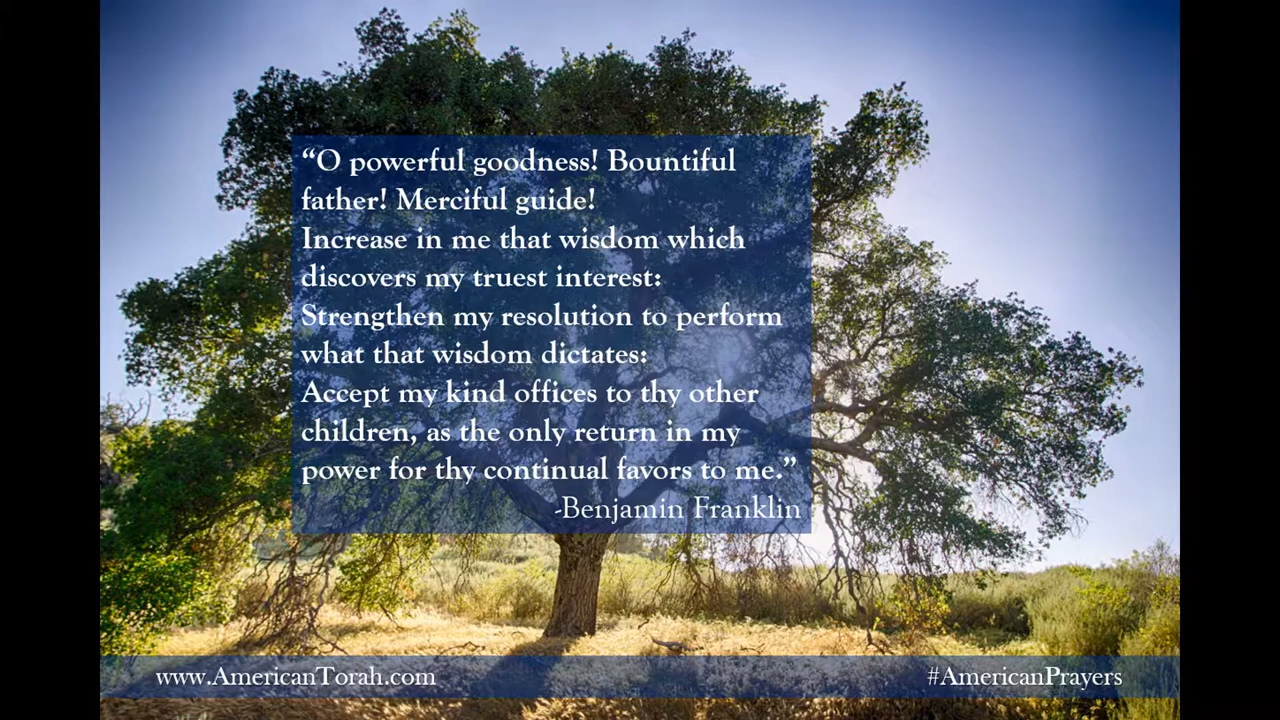 “O powerful goodness! Bountiful
father! Merciful guide!
Increase in me that wisdom which
discovers my truest interest:
Strengthen my resolution to perform
what that wisdom dictates:
Accept my kind offices to thy other
children, as the only return in my
power for thy continual favors to me.”
-Benjamin Franklin
www.AmericanTorah.com
#AmericanPrayers